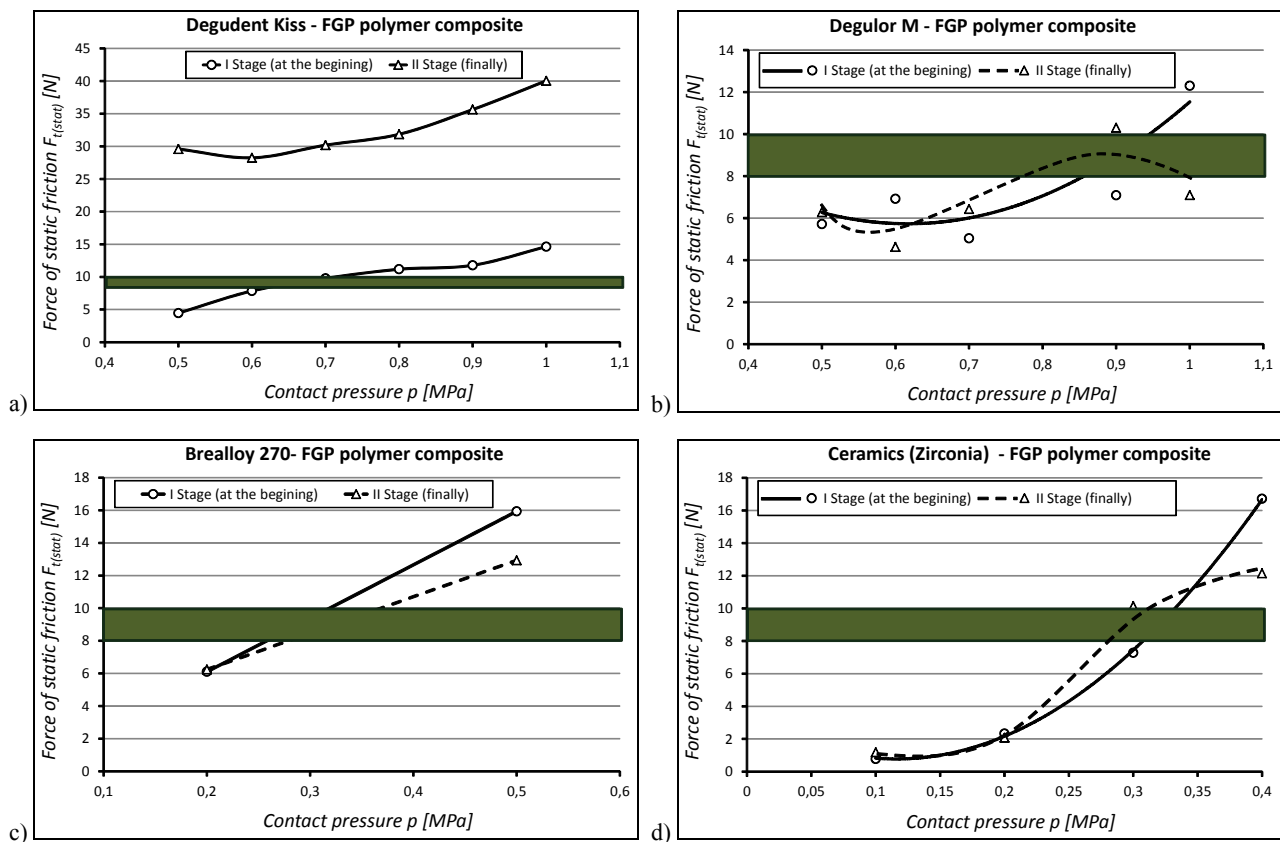 Degudent Kiss - FGP polymer composite
Force of static friction Ft(stat) [N]
I Stage (at the begining) II Stage (finally)
45
40
35
30
25
20
15
10
5
0
0,4 0,5 0,6 0,7 0,8 0,9 1 1,1
Contact pressure p [MPa]
a)
Degulor M - FGP polymer composite
Force of static friction Ft(stat) [N]
I Stage (at the begining) II Stage (finally)
14
12
10
8
6
4
2
0
0,4 0,5 0,6 0,7 0,8 0,9 1 1,1
Contact pressure p [MPa]
b)
Brealloy 270- FGP polymer composite
Force of static friction Ft(stat) [N]
I Stage (at the begining) II Stage (finally)
18
16
14
12
10
8
6
4
2
0
0,1 0,2 0,3 0,4 0,5 0,6
Contact pressure p [MPa]
c)
Ceramics (Zirconia) - FGP polymer composite
Force of static friction Ft(stat) [N]
I Stage (at the begining) II Stage (finally)
18
16
14
12
10
8
6
4
2
0
0 0,05 0,1 0,15 0,2 0,25 0,3 0,35 0,4
Contact pressure p [MPa]
d)